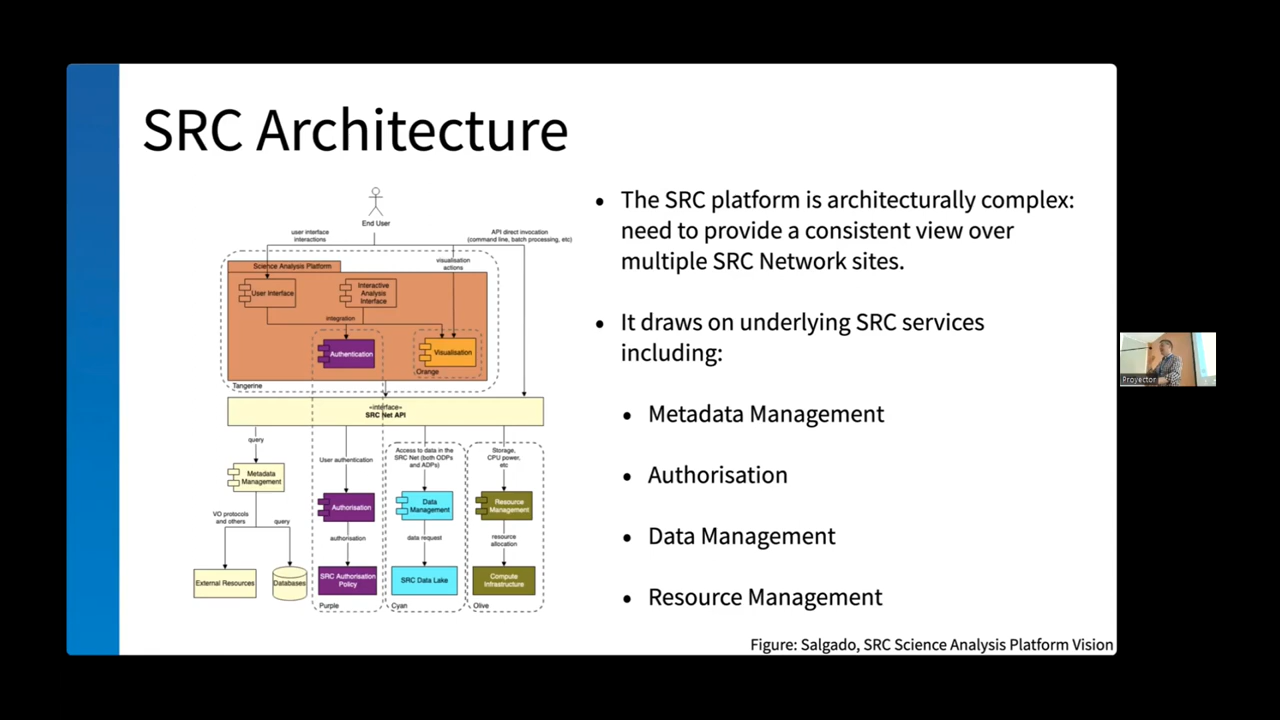 SRC Architecture
End User
user interface
interactions
API direct invocation
(command line, batch processing, etc)
visualisation
actions
Science Analysis Platform
User Interface
Interactive
Analysis
Interface
integration
Authentication
Visualisation
Orange
Tangerine
«interface»
SRC Net API
query
User authentication
Access to data in the
SRC Net (both ODPs
and ADPs)
Storage,
CPU power,
etc
Metadata
Management
Authorisation
Data
Management
Resource
Management
VO protocols
and others
query
authorisation
data request
resource
allocation
External Resources
Databases
SRC Authorisation
Policy
SRC Data Lake
Compute
Infrastructure
Purple
Cyan
Olive
• The SRC platform is architecturally complex:
need to provide a consistent view over
multiple SRC Network sites.
• It draws on underlying SRC services
including:
• Metadata Management
• Authorisation
• Data Management
• Resource Management
Figure: Salgado, SRC Science Analysis Platform Vision
Proyector